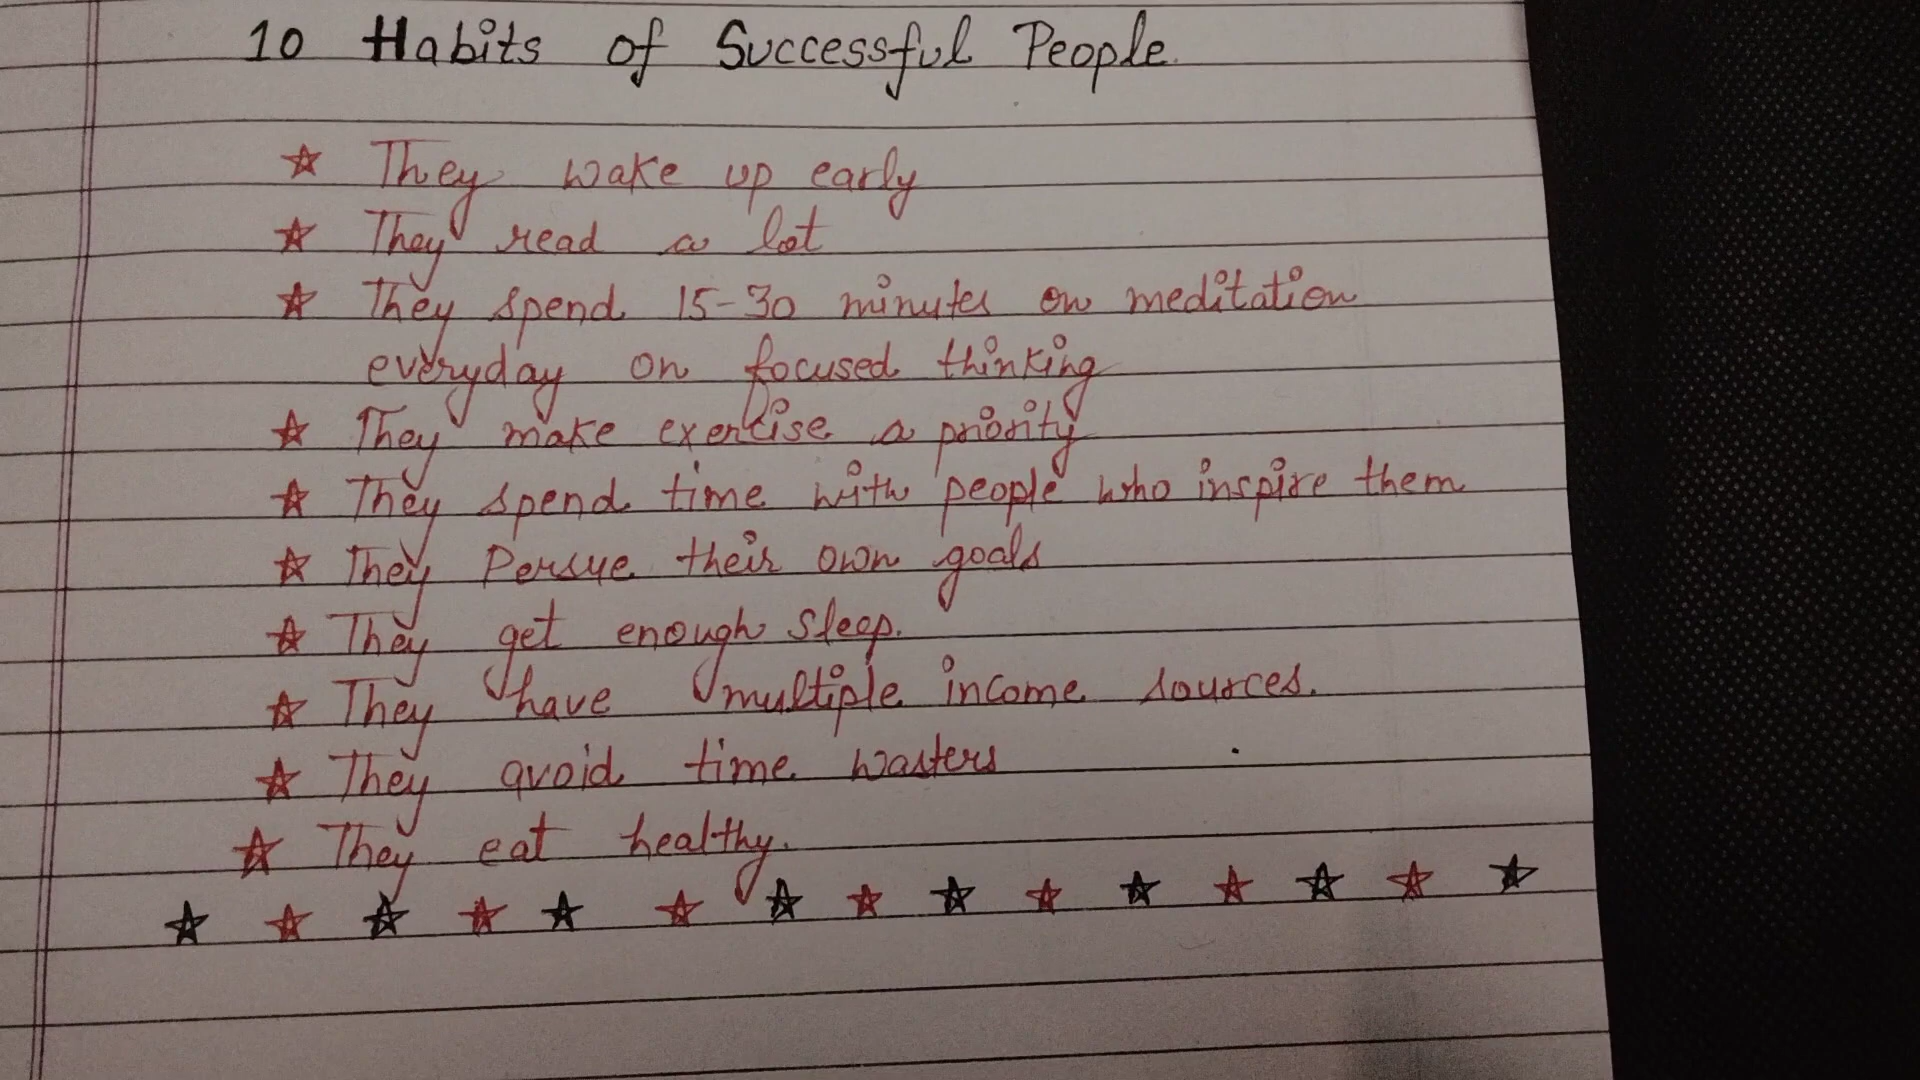 10 Habits of Successful People.
☆ They wake up early
☆ They read a lot
☆ They spend 15-30 minutes on meditation
everyday on focused thinking
☆ They make exercise a priority
☆ They spend time with people who inspire them
☆ They Persue their own goals
☆ They get enough sleep.
☆ They have multiple income sources.
☆ They avoid time wasters
☆ They eat healthy.